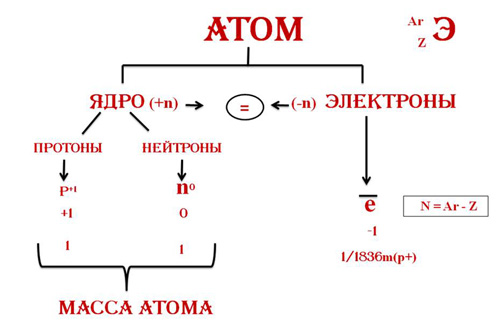 АТОМ
Ar
Z Э
ЯДРО (+n) = (-n) ЭЛЕКТРОНЫ
ПРОТОНЫ НЕЙТРОНЫ
p+1 n0 e
N = Ar - Z
+1 0 -1
1 1 1/1836m(p+)
МАССА АТОМА